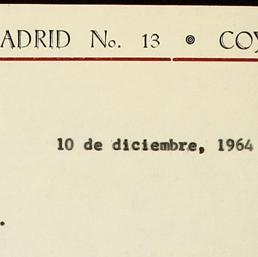 ADRID No. 13 • COY
10 de diciembre, 1964
.